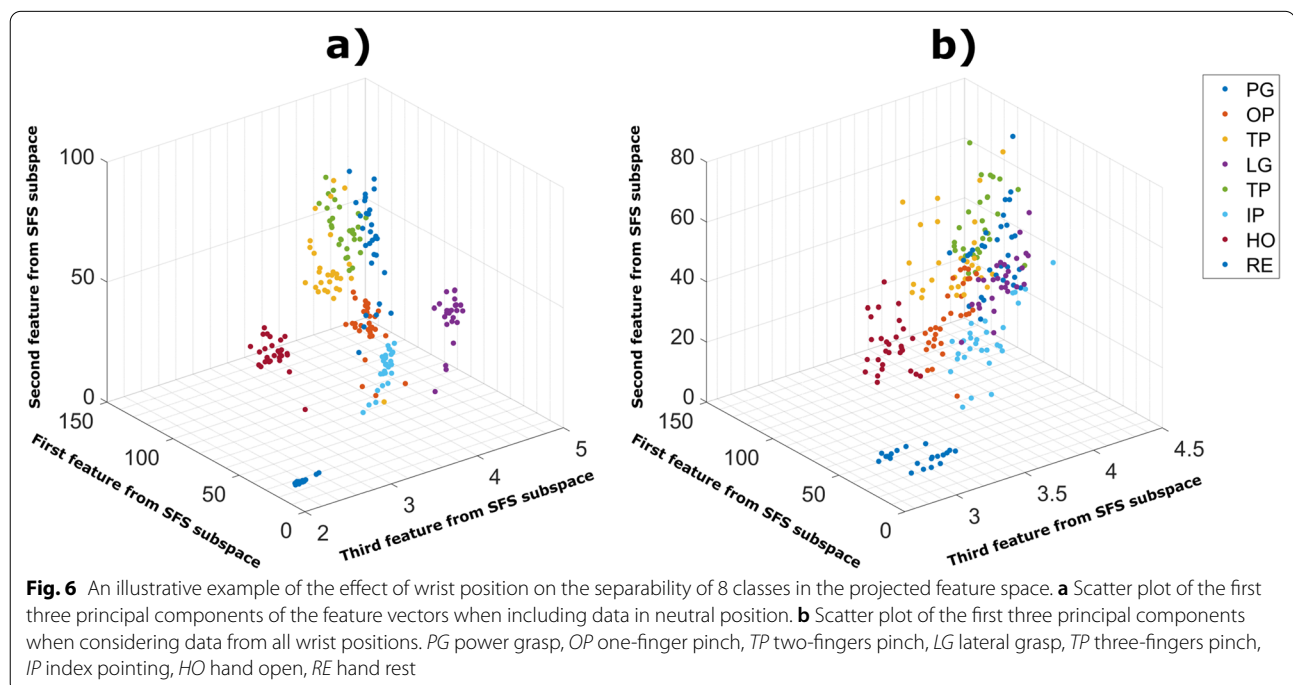 a)
b)
Second feature from SFS subspace
100
50
0
150
100
50
0
First feature from SFS subspace
2
3
4
5
Third feature from SFS subspace
Second feature from SFS subspace
80
60
40
20
0
150
100
50
0
First feature from SFS subspace
3
3.5
4
4.5
Third feature from SFS subspace
PG
OP
TP
LG
TP
IP
HO
RE
Fig. 6 An illustrative example of the effect of wrist position on the separability of 8 classes in the projected feature space. a Scatter plot of the first
three principal components of the feature vectors when including data in neutral position. b Scatter plot of the first three principal components
when considering data from all wrist positions. PG power grasp, OP one-finger pinch, TP two-fingers pinch, LG lateral grasp, TP three-fingers pinch,
IP index pointing, HO hand open, RE hand rest